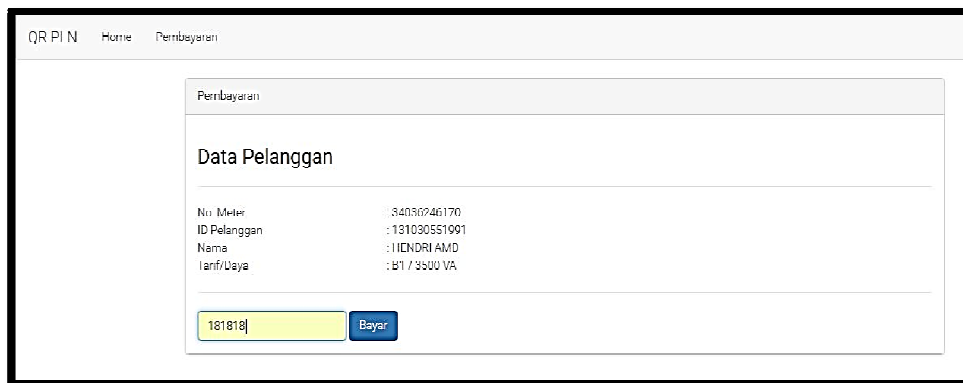 QR PLN Home Pembayaran
Pembayaran
Data Pelanggan
No. Meter : 34036246170
ID Pelanggan : 131030551991
Nama : HENDRI AMD
Tarif/Daya : B1 / 3500 VA
181818 Bayar